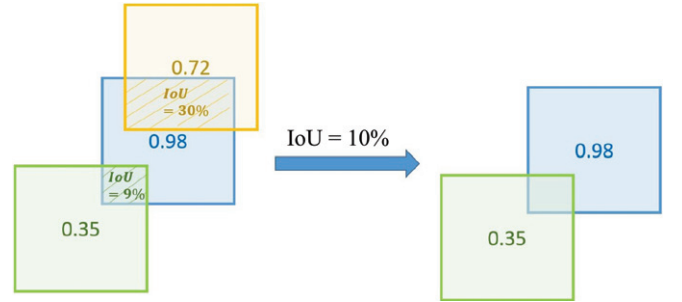 0.72
IoU
= 30%
0.98
IoU
= 9%
0.35
IoU = 10%
0.98
0.35